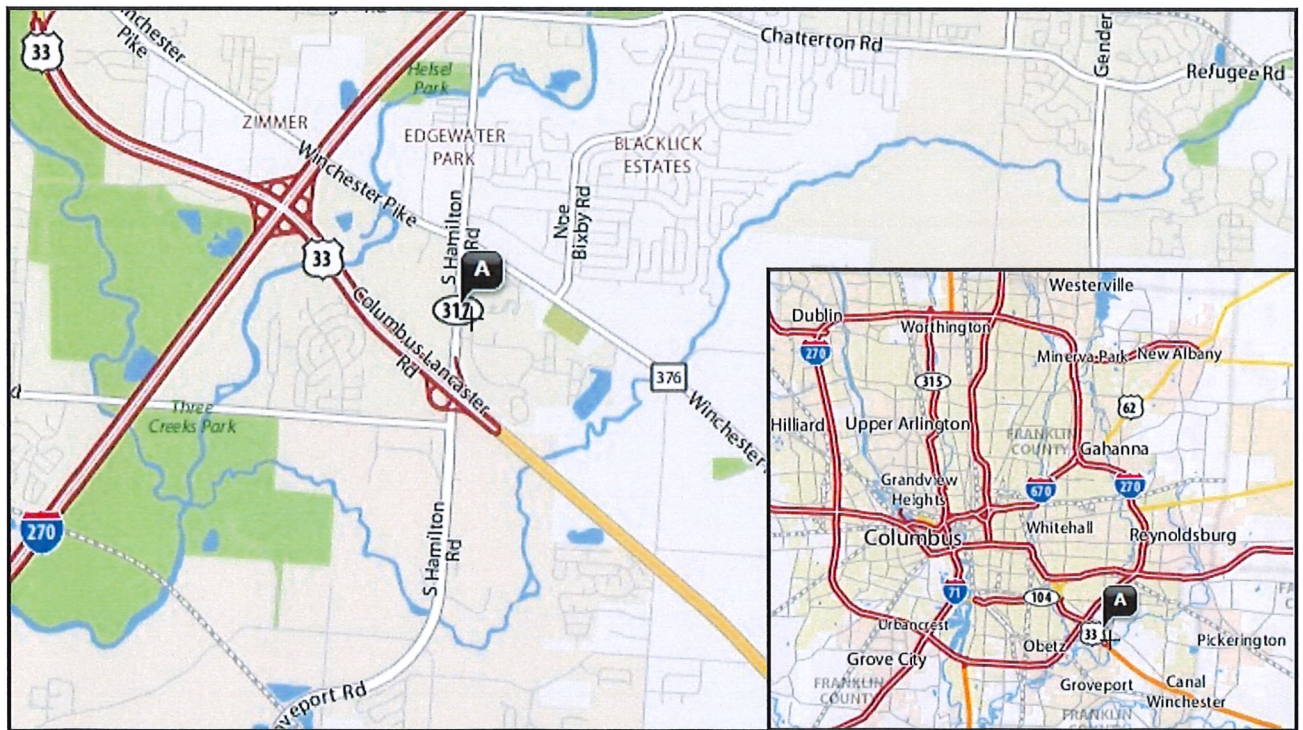 33
Winchester
Pike
Chatterton Rd
Gender
Refugee Rd
Helsel
Park
ZIMMER
Winchester Pike
EDGEWATER
PARK
BLACKLICK
ESTATES
S Hamilton
Rd
Noe
Bixby Rd
33
A
317
Columbus-Lancaster
Rd
376
Winchester
Three
Creeks Park
270
S Hamilton
Rd
oveport Rd
Westerville
Dublin
Worthington
270
Minerva Park
New Albany
315
62
Hilliard
Upper Arlington
FRANKLIN
COUNTY
Gahanna
Grandview
Heights
670
270
Columbus
Whitehall
Reynoldsburg
71
104
A
Urbancrest
33
Obetz
Pickerington
Grove City
Groveport
Canal
Winchester
FRANKLIN
COUNTY
FRANKLIN